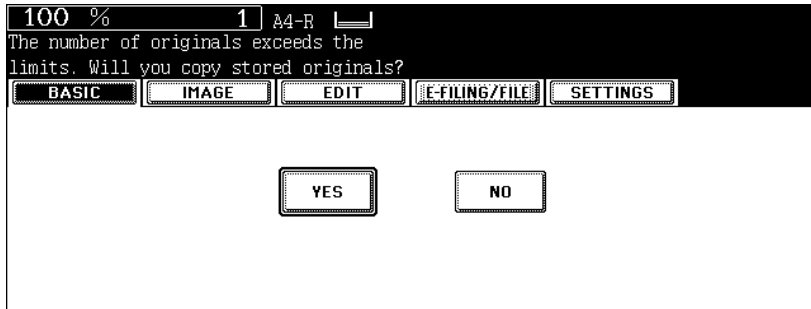 100 % 1 A4-R
The number of originals exceeds the
limits. Will you copy stored originals?
BASIC IMAGE EDIT E-FILING/FILE SETTINGS
YES NO